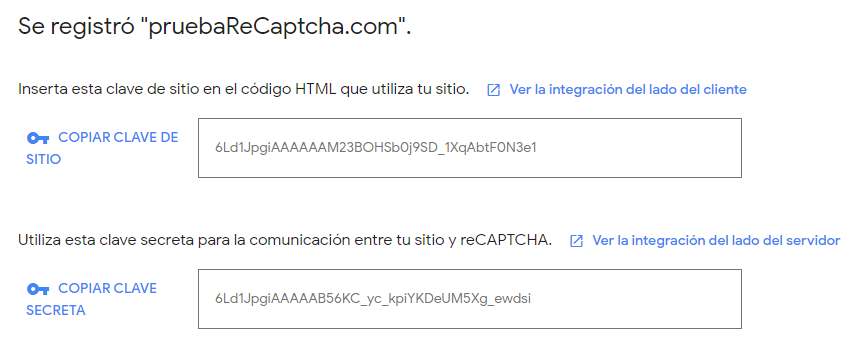 Se registró "pruebaReCaptcha.com".
Inserta esta clave de sitio en el código HTML que utiliza tu sitio. Ver la integración del lado del cliente
COPIAR CLAVE DE
SITIO
6Ld1JpgiAAAAAAM23BOHSb0j9SD_1XqAbtF0N3e1
Utiliza esta clave secreta para la comunicación entre tu sitio y reCAPTCHA. Ver la integración del lado del servidor
COPIAR CLAVE
SECRETA
6Ld1JpgiAAAAAB56KC_yc_kpiYKDeUM5Xg_ewdsi